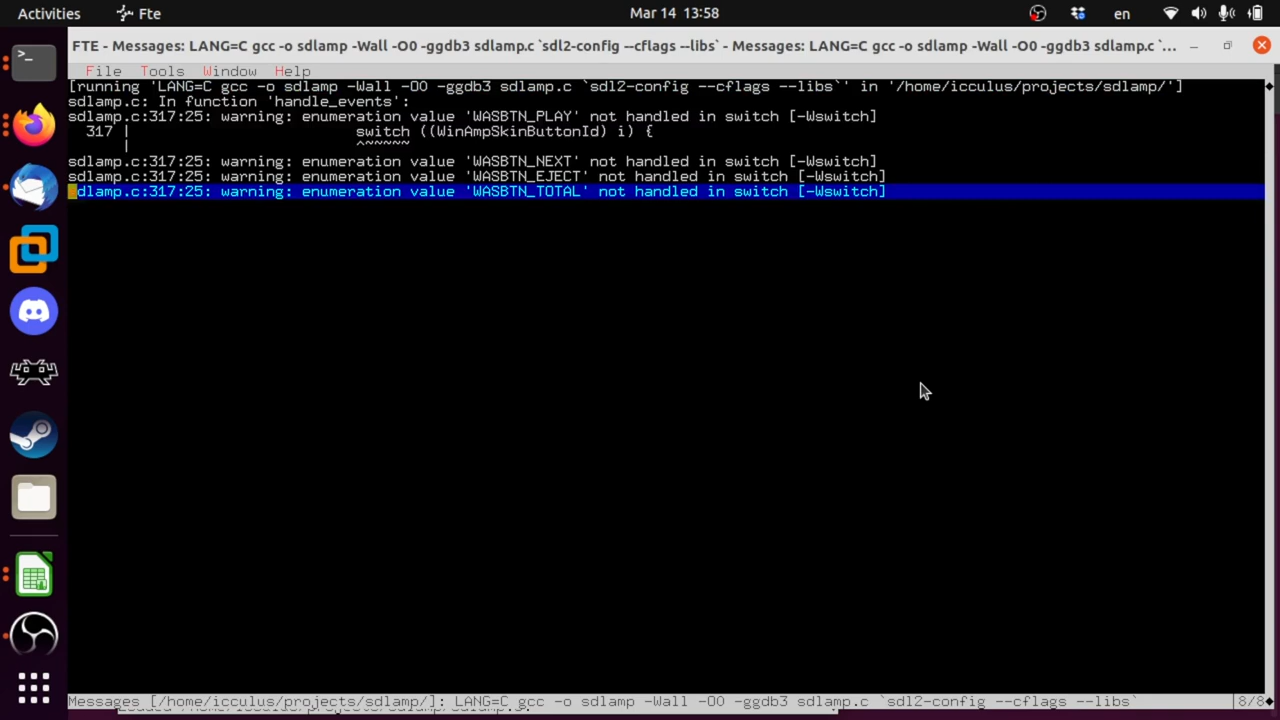 Activities
Fte
Mar 14 13:58
en
FTE - Messages: LANG=C gcc -o sdlamp -Wall -O0 -ggdb3 sdlamp.c `sdl2-config --cflags --libs` - Messages: LANG=C gcc -o sdlamp -Wall -O0 -ggdb3 sdlamp.c `...
File Tools Window Help
[running 'LANG=C gcc -o sdlamp -Wall -O0 -ggdb3 sdlamp.c `sdl2-config --cflags --libs`' in '/home/icculus/projects/sdlamp/']
sdlamp.c: In function 'handle_events':
sdlamp.c:317:25: warning: enumeration value 'WASBTN_PLAY' not handled in switch [-Wswitch]
317 | switch ((WinAmpSkinButtonId) i) {
| ^~~~~~
sdlamp.c:317:25: warning: enumeration value 'WASBTN_NEXT' not handled in switch [-Wswitch]
sdlamp.c:317:25: warning: enumeration value 'WASBTN_EJECT' not handled in switch [-Wswitch]
dlamp.c:317:25: warning: enumeration value 'WASBTN_TOTAL' not handled in switch [-Wswitch]
Messages [/home/icculus/projects/sdlamp/]: LANG=C gcc -o sdlamp -Wall -O0 -ggdb3 sdlamp.c `sdl2-config --cflags --libs` 8/8